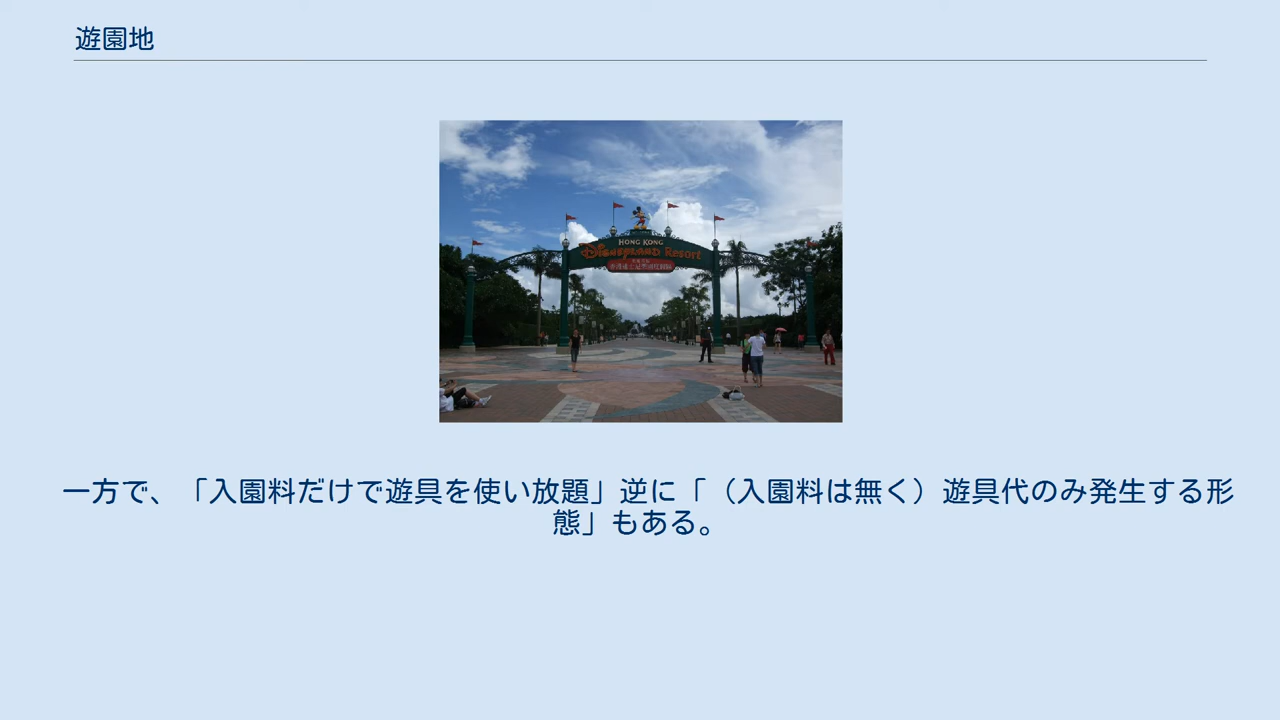 遊園地
HONG KONG
DISNEYLAND Resort
一方で、「入園料だけで遊具を使い放題」逆に「（入園料は無く）遊具代のみ発生する形
態」もある。